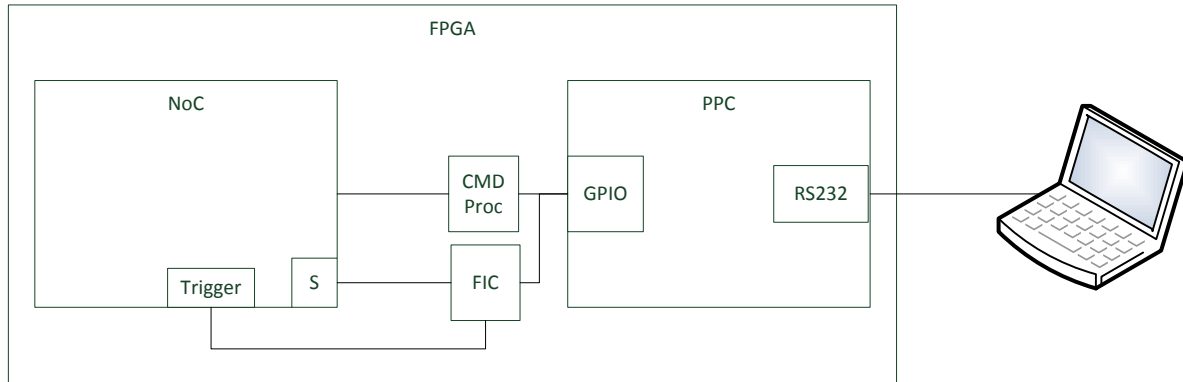 FPGA
NoC
PPC
CMD
Proc
GPIO
RS232
Trigger
S
FIC